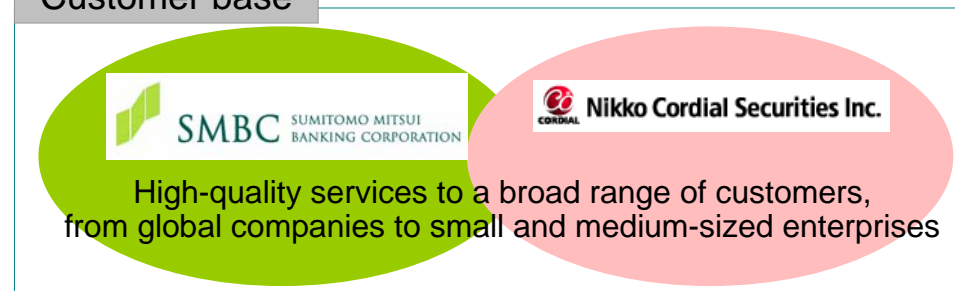 Customer base
SMBC SUMITOMO MITSUI
BANKING CORPORATION
CORDIAL Nikko Cordial Securities Inc.
High-quality services to a broad range of customers,
from global companies to small and medium-sized enterprises